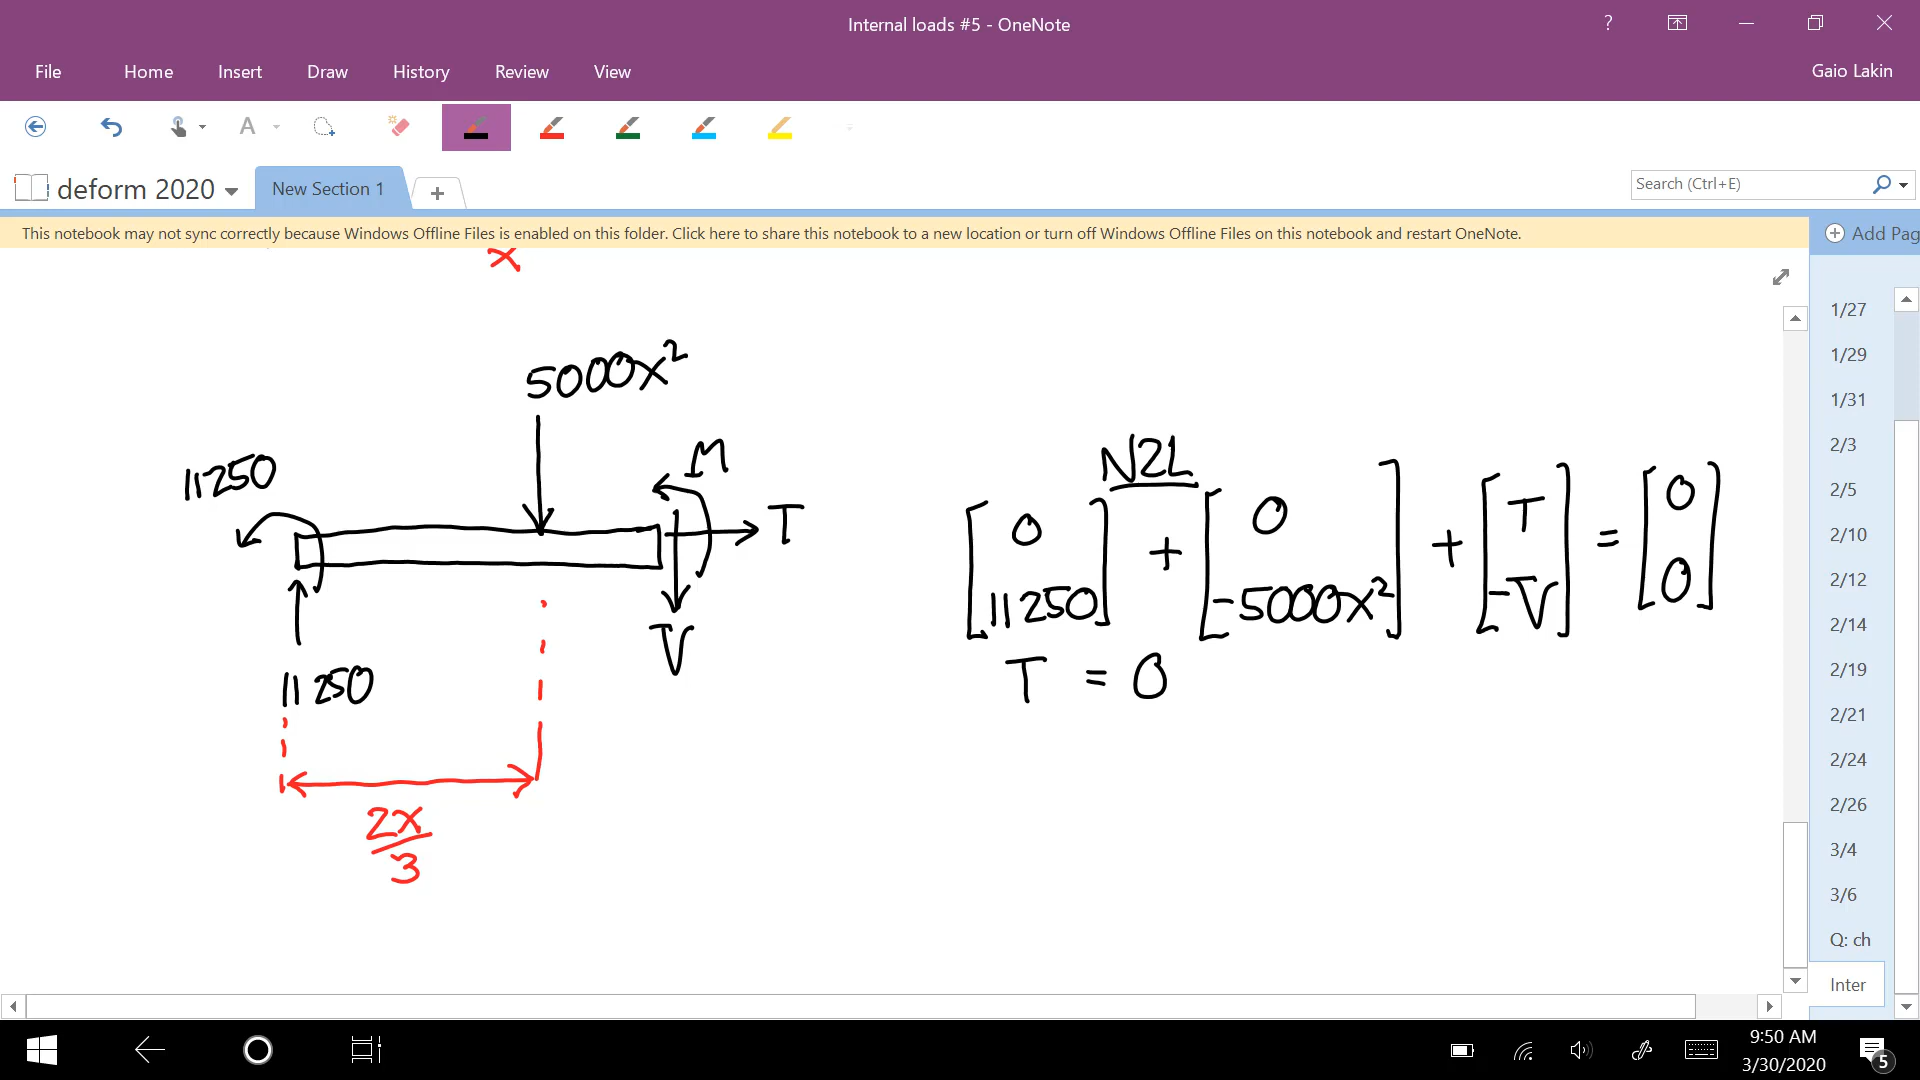 Internal loads #5 - OneNote
?
File Home Insert Draw History Review View
Gaio Lakin
A
deform 2020
New Section 1
+
Search (Ctrl+E)
This notebook may not sync correctly because Windows Offline Files is enabled on this folder. Click here to share this notebook to a new location or turn off Windows Offline Files on this notebook and restart OneNote.
Add Pag
x
5000x²
M
11250
T
V
11250
2x
3
N2L
[0 11250] + [0 -5000x²] + [T -V] = [0 0]
T = 0
1/27
1/29
1/31
2/3
2/5
2/10
2/12
2/14
2/19
2/21
2/24
2/26
3/4
3/6
Q: ch
Inter
9:50 AM
3/30/2020
5